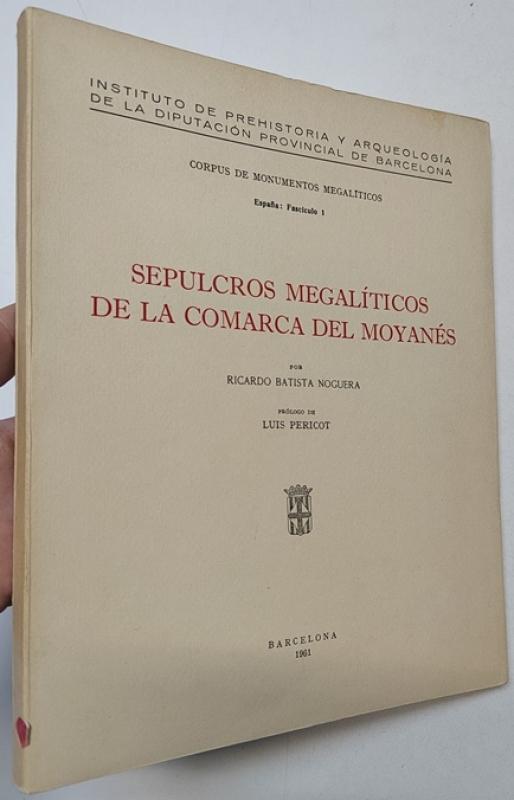 INSTITUTO DE PREHISTORIA Y ARQUEOLOGÍA
DE LA DIPUTACIÓN PROVINCIAL DE BARCELONA
CORPUS DE MONUMENTOS MEGALÍTICOS
España: Fascículo 1
SEPULCROS MEGALÍTICOS
DE LA COMARCA DEL MOYANÉS
POR
RICARDO BATISTA NOGUERA
PRÓLOGO DE
LUIS PERICOT
BARCELONA
1961